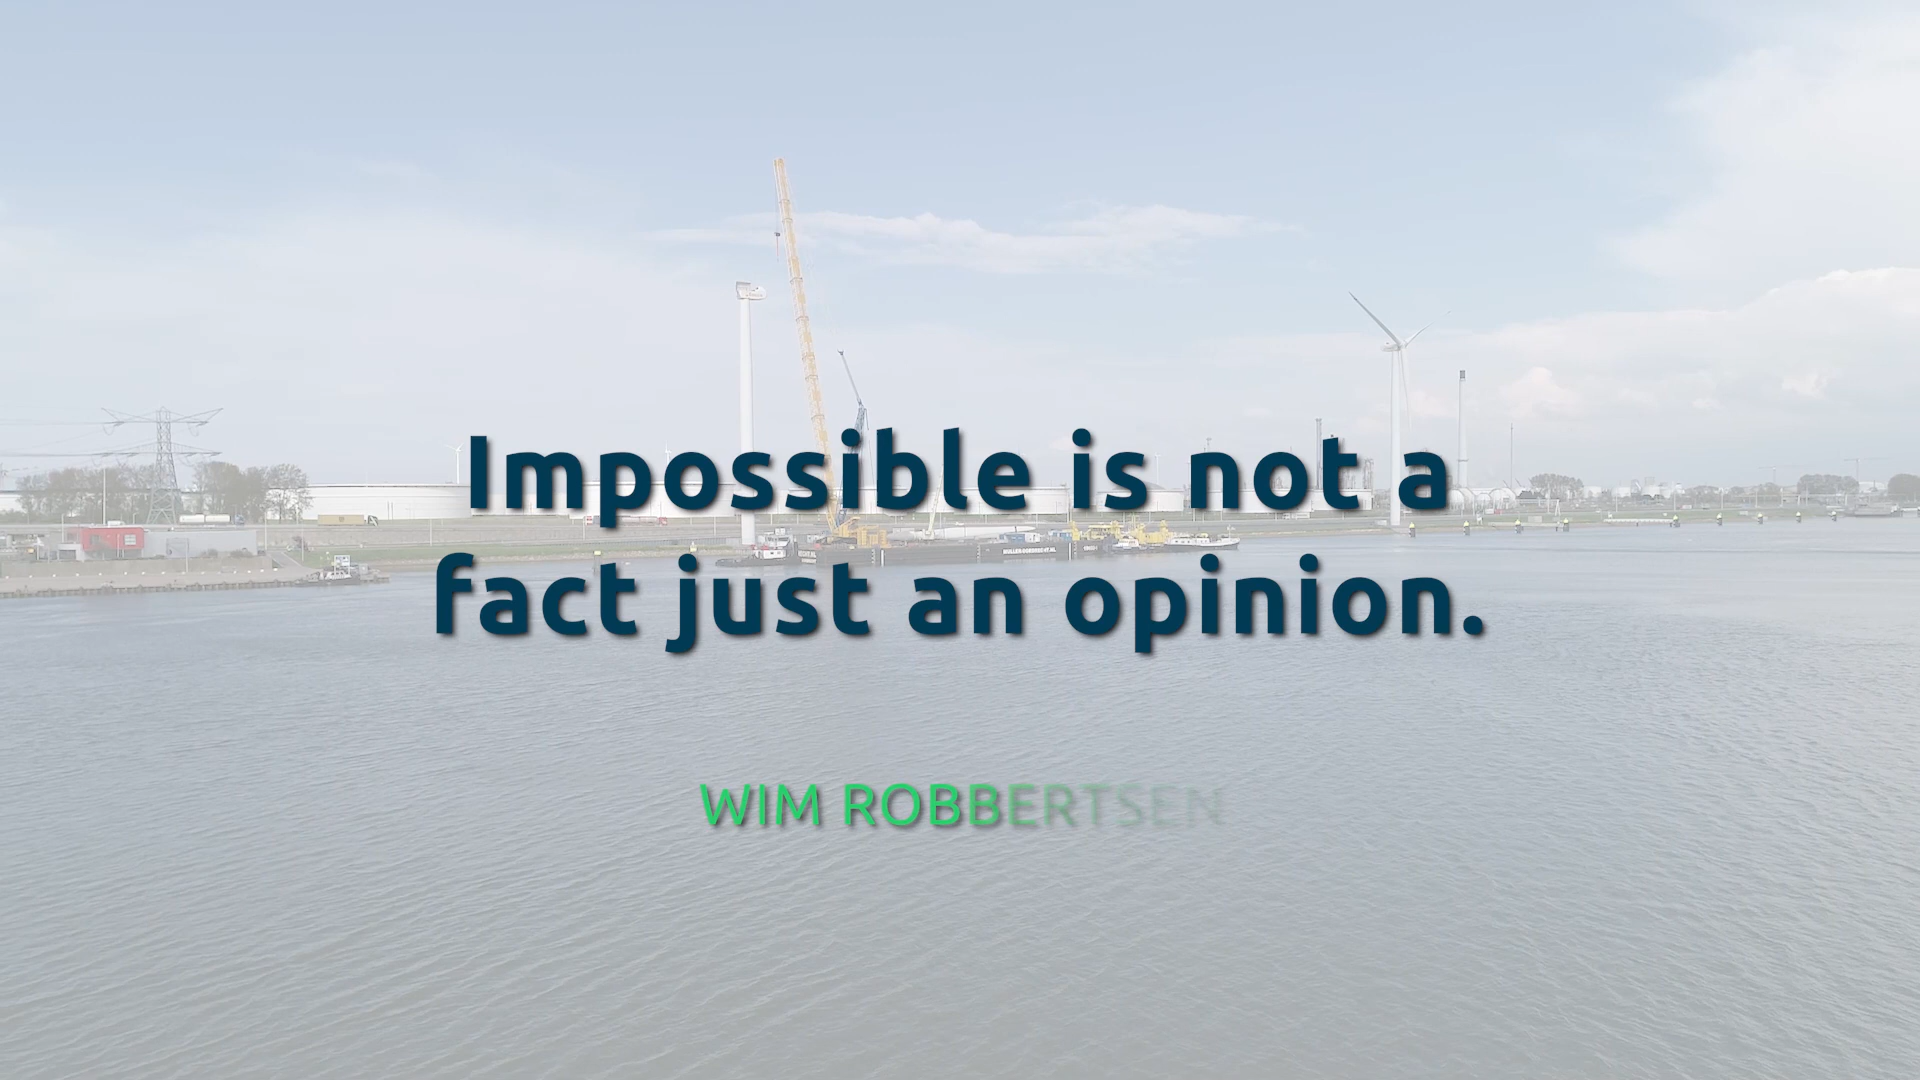 Impossible is not a
fact just an opinion.
WIM ROBBERTSEN